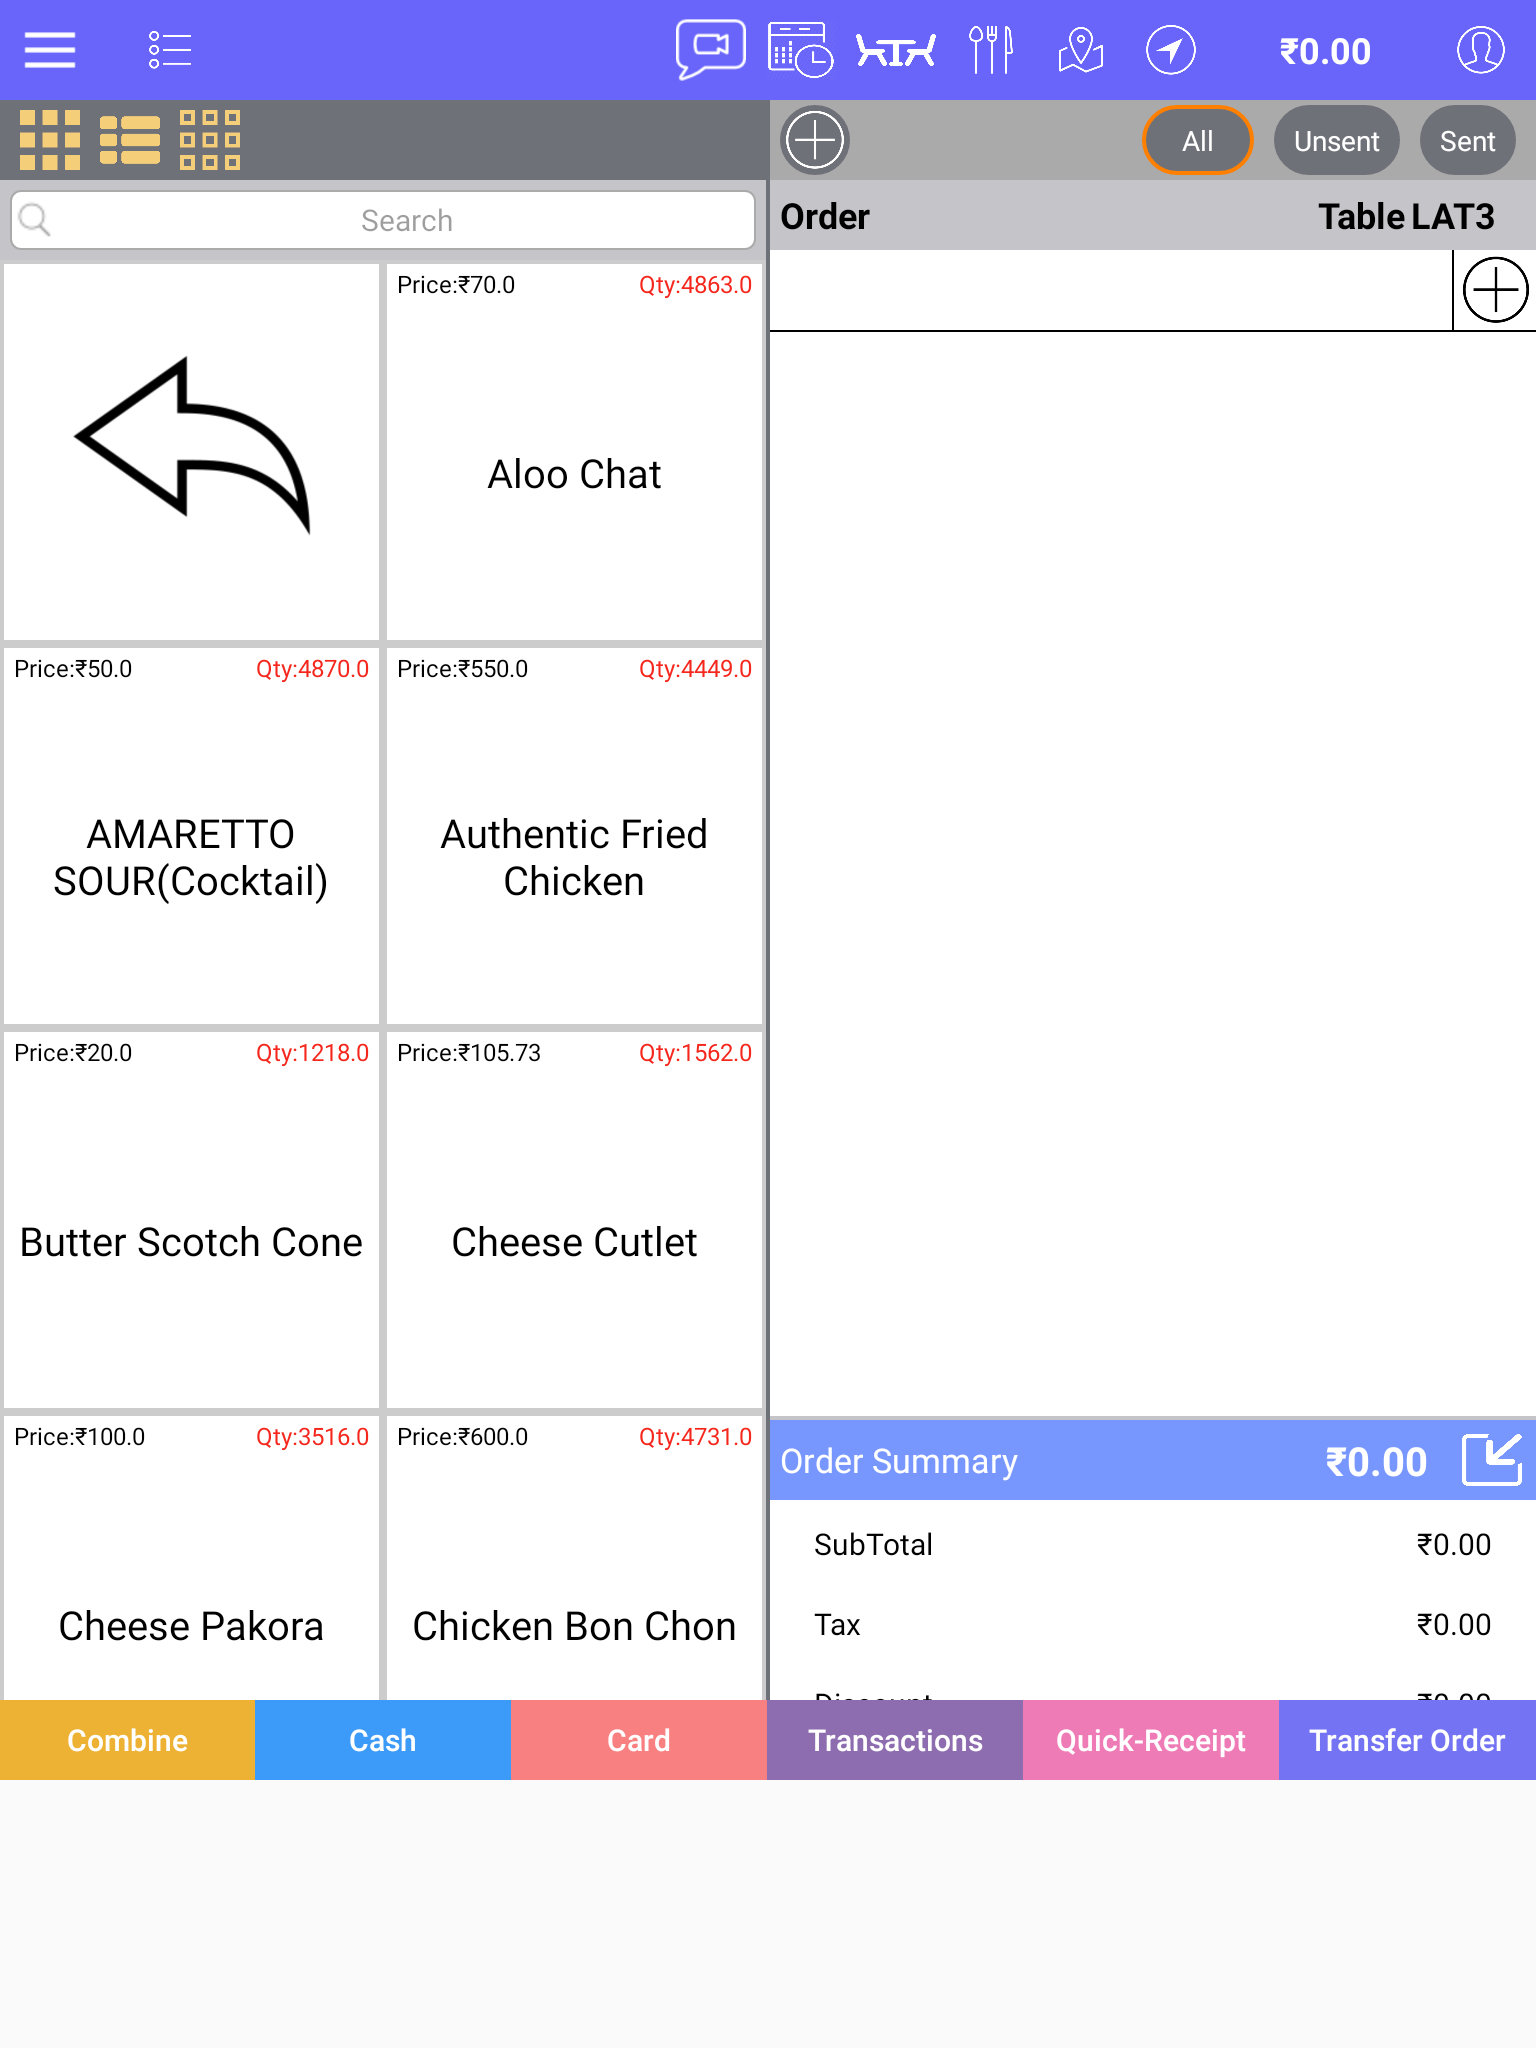 ₹0.00
All
Unsent
Sent
Search
Order
Table LAT3
Price:₹70.0
Qty:4863.0
Aloo Chat
Price:₹50.0
Qty:4870.0
AMARETTO
SOUR(Cocktail)
Price:₹550.0
Qty:4449.0
Authentic Fried
Chicken
Price:₹20.0
Qty:1218.0
Butter Scotch Cone
Price:₹105.73
Qty:1562.0
Cheese Cutlet
Price:₹100.0
Qty:3516.0
Cheese Pakora
Price:₹600.0
Qty:4731.0
Chicken Bon Chon
Order Summary
₹0.00
SubTotal
₹0.00
Tax
₹0.00
Discount
₹0.00
Combine
Cash
Card
Transactions
Quick-Receipt
Transfer Order